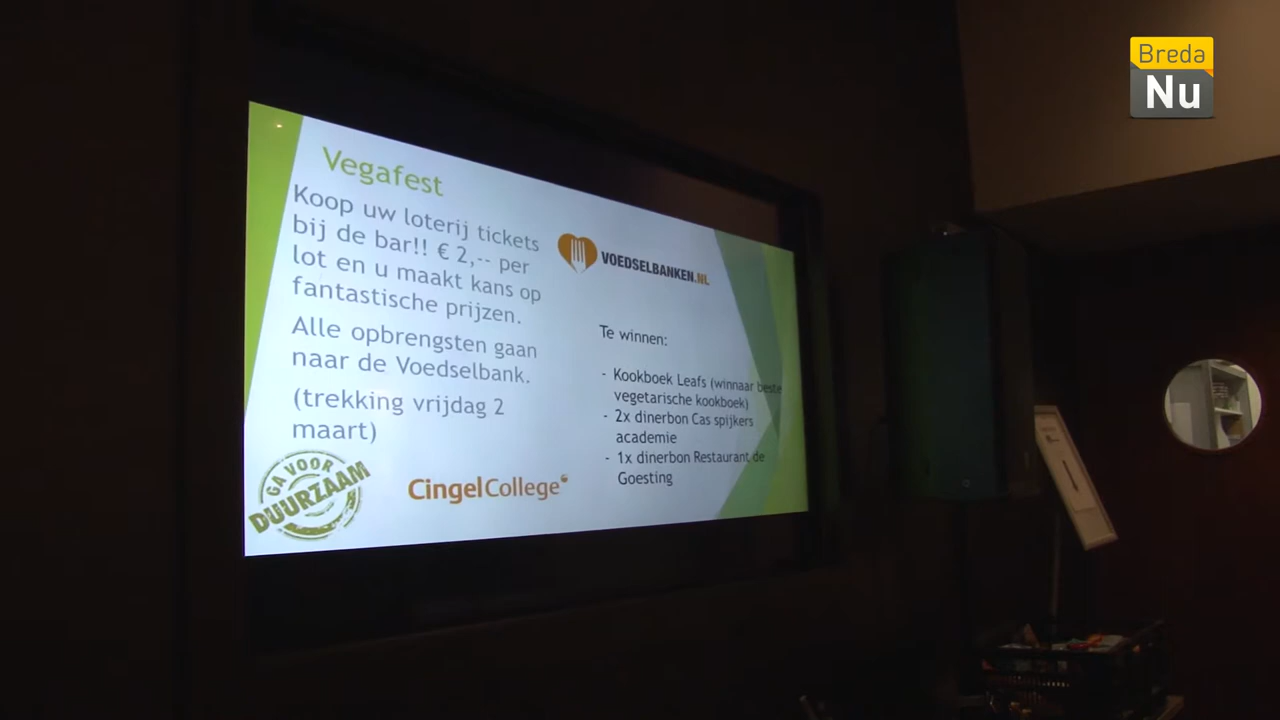 Breda
Nu
Vegafest
Koop uw loterij tickets
bij de bar!! € 2,-- per
lot en u maakt kans op
fantastische prijzen.
Alle opbrengsten gaan
naar de Voedselbank.
(trekking vrijdag 2
maart)
VOEDSELBANKEN.NL
Te winnen:
- Kookboek Leafs (winnaar beste
vegetarische kookboek)
- 2x dinerbon Cas spijkers
academie
- 1x dinerbon Restaurant de
Goesting
GA VOOR
DUURZAAM
CingelCollege